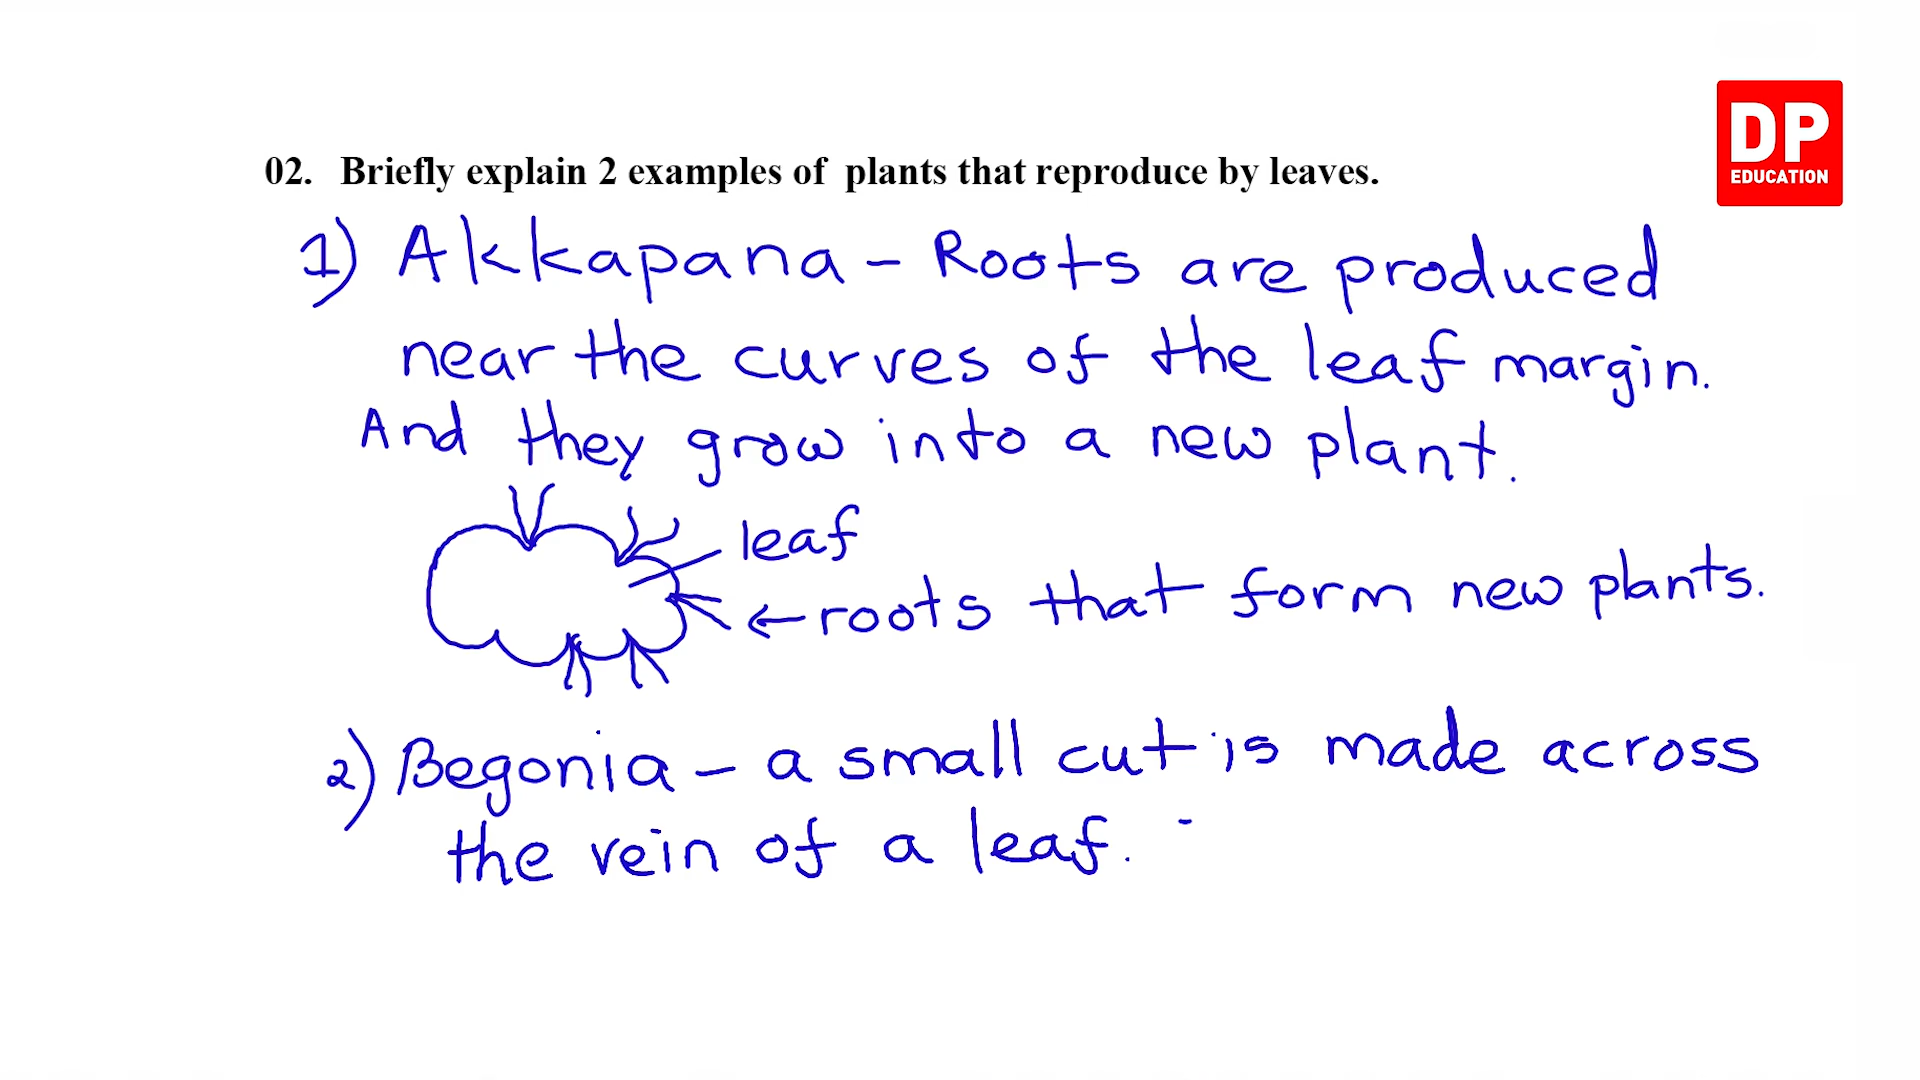 DP
EDUCATION
02. Briefly explain 2 examples of plants that reproduce by leaves.
1) Akkapana - Roots are produced
near the curves of the leaf margin.
And they grow into a new plant.
leaf
← roots that form new plants.
2) Begonia - a small cut is made across
the vein of a leaf.